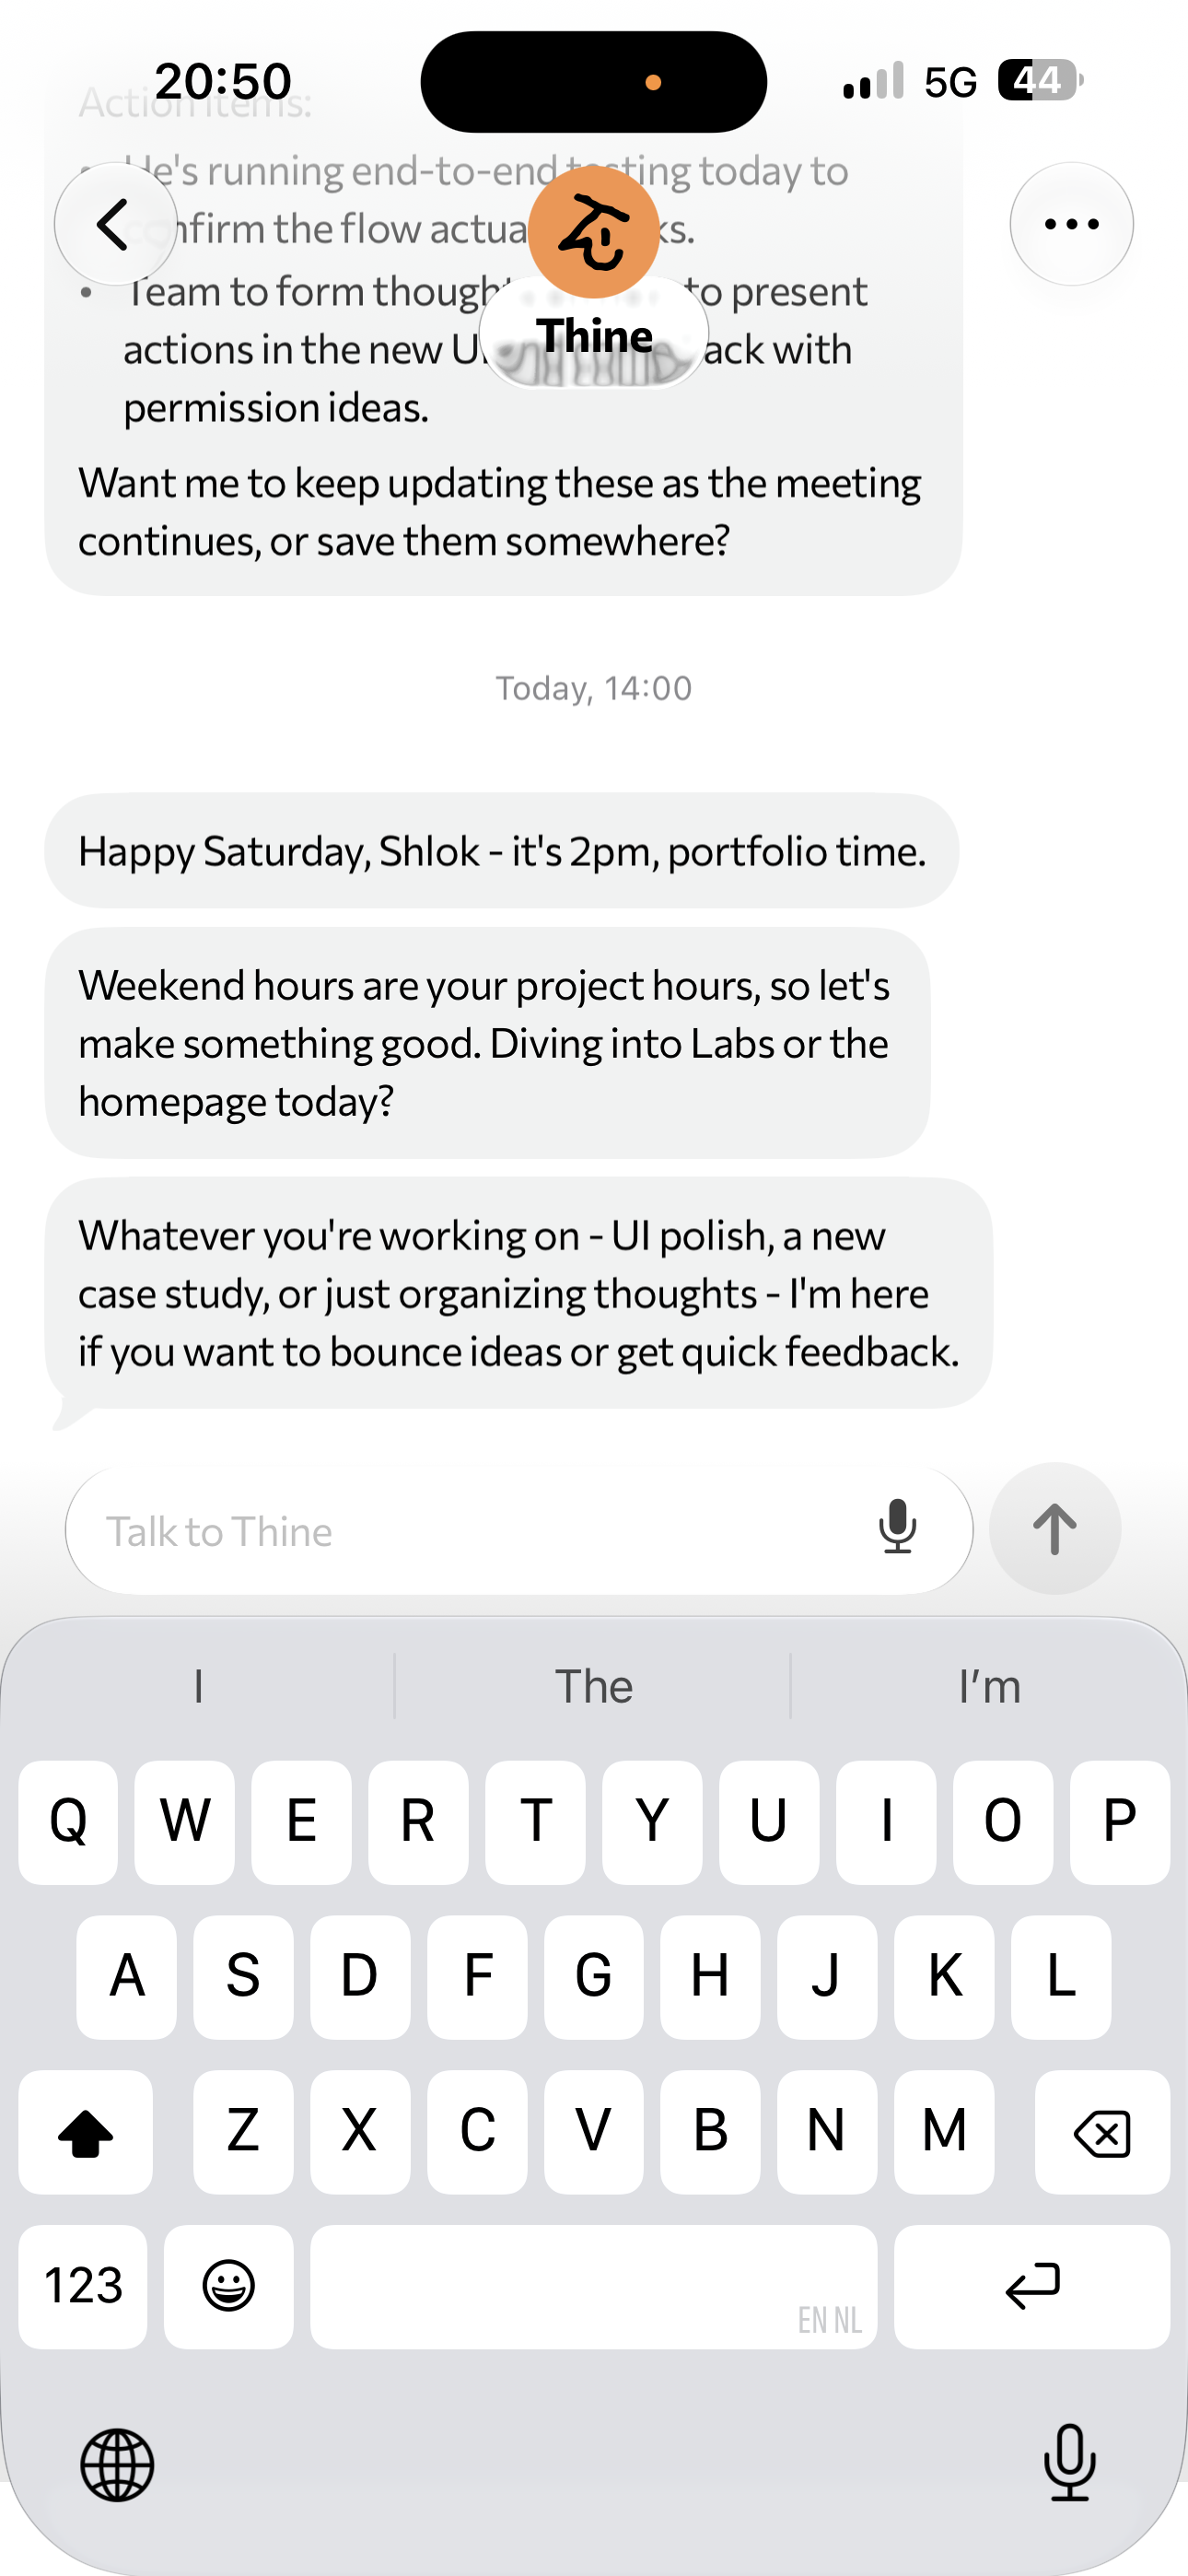 20:50
5G
44
Action items:
He's running end-to-end testing today to
confirm the flow
Team to form to present
actions in the new with
permission ideas.
Thine
Want me to keep updating these as the meeting
continues, or save them somewhere?
Today, 14:00
Happy Saturday, Shlok - it's 2pm, portfolio time.
Weekend hours are your project hours, so let's
make something good. Diving into Labs or the
homepage today?
Whatever you're working on - UI polish, a new
case study, or just organizing thoughts - I'm here
if you want to bounce ideas or get quick feedback.
Talk to Thine
I The I'm
Q W E R T Y U I O P
A S D F G H J K L
Z X C V B N M
123
EN NL